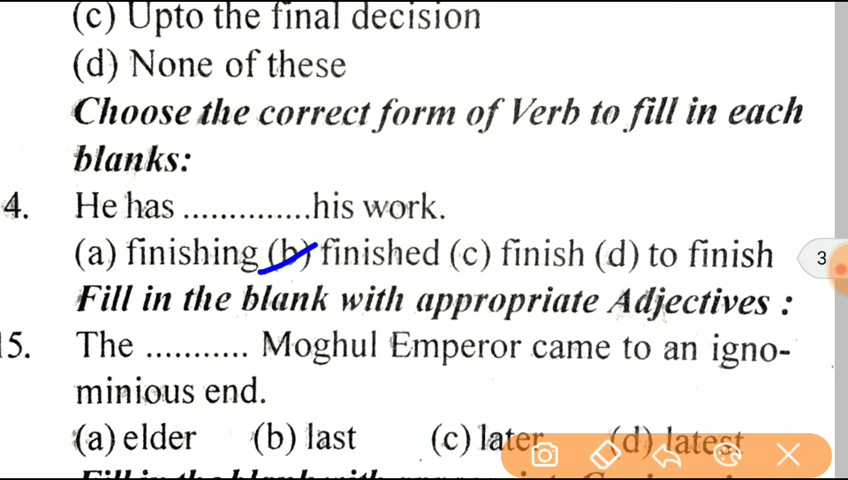 (c) Upto the final decision
(d) None of these
Choose the correct form of Verb to fill in each
blanks:
4. He has ..............his work.
(a) finishing (b) finished (c) finish (d) to finish
3
Fill in the blank with appropriate Adjectives :
15. The ........... Moghul Emperor came to an igno-
minious end.
(a) elder (b) last (c) later (d) latest